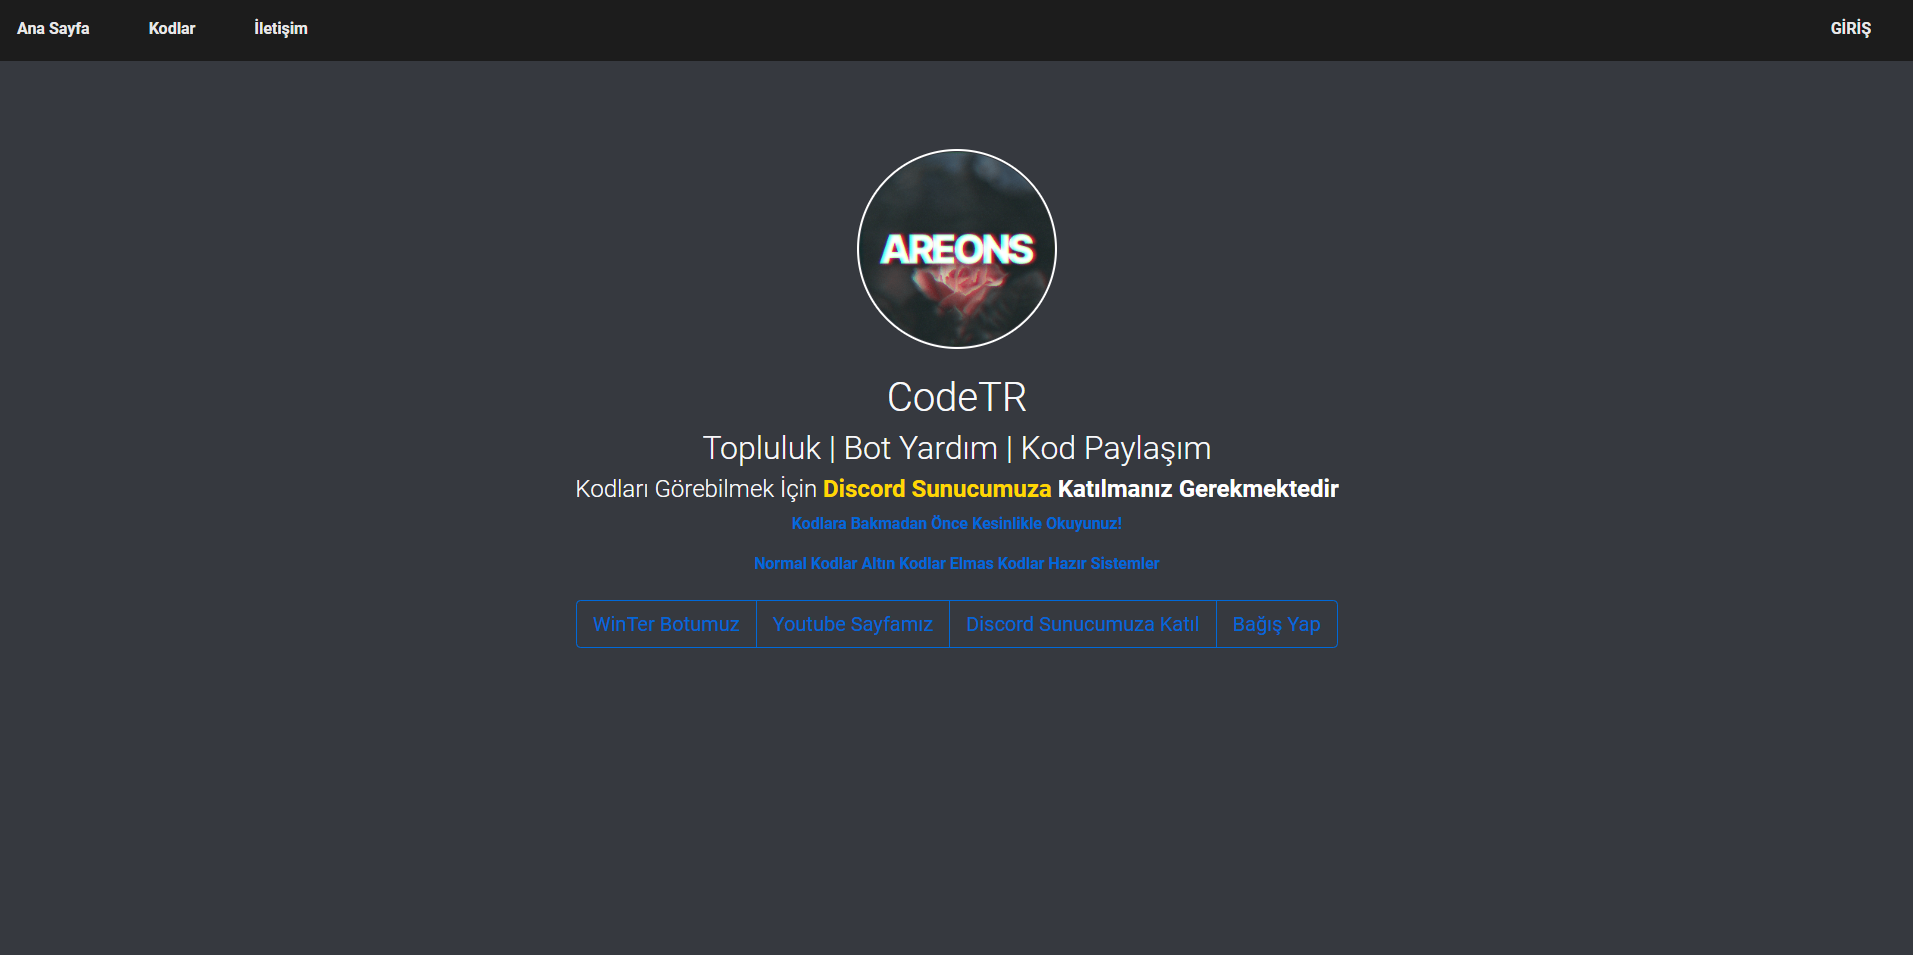 Ana Sayfa Kodlar İletişim GİRİŞ
AREONS
CodeTR
Topluluk | Bot Yardım | Kod Paylaşım
Kodları Görebilmek İçin Discord Sunucumuza Katılmanız Gerekmektedir
Kodlara Bakmadan Önce Kesinlikle Okuyunuz!
Normal Kodlar Altın Kodlar Elmas Kodlar Hazır Sistemler
WinTer Botumuz Youtube Sayfamız Discord Sunucumuza Katıl Bağış Yap